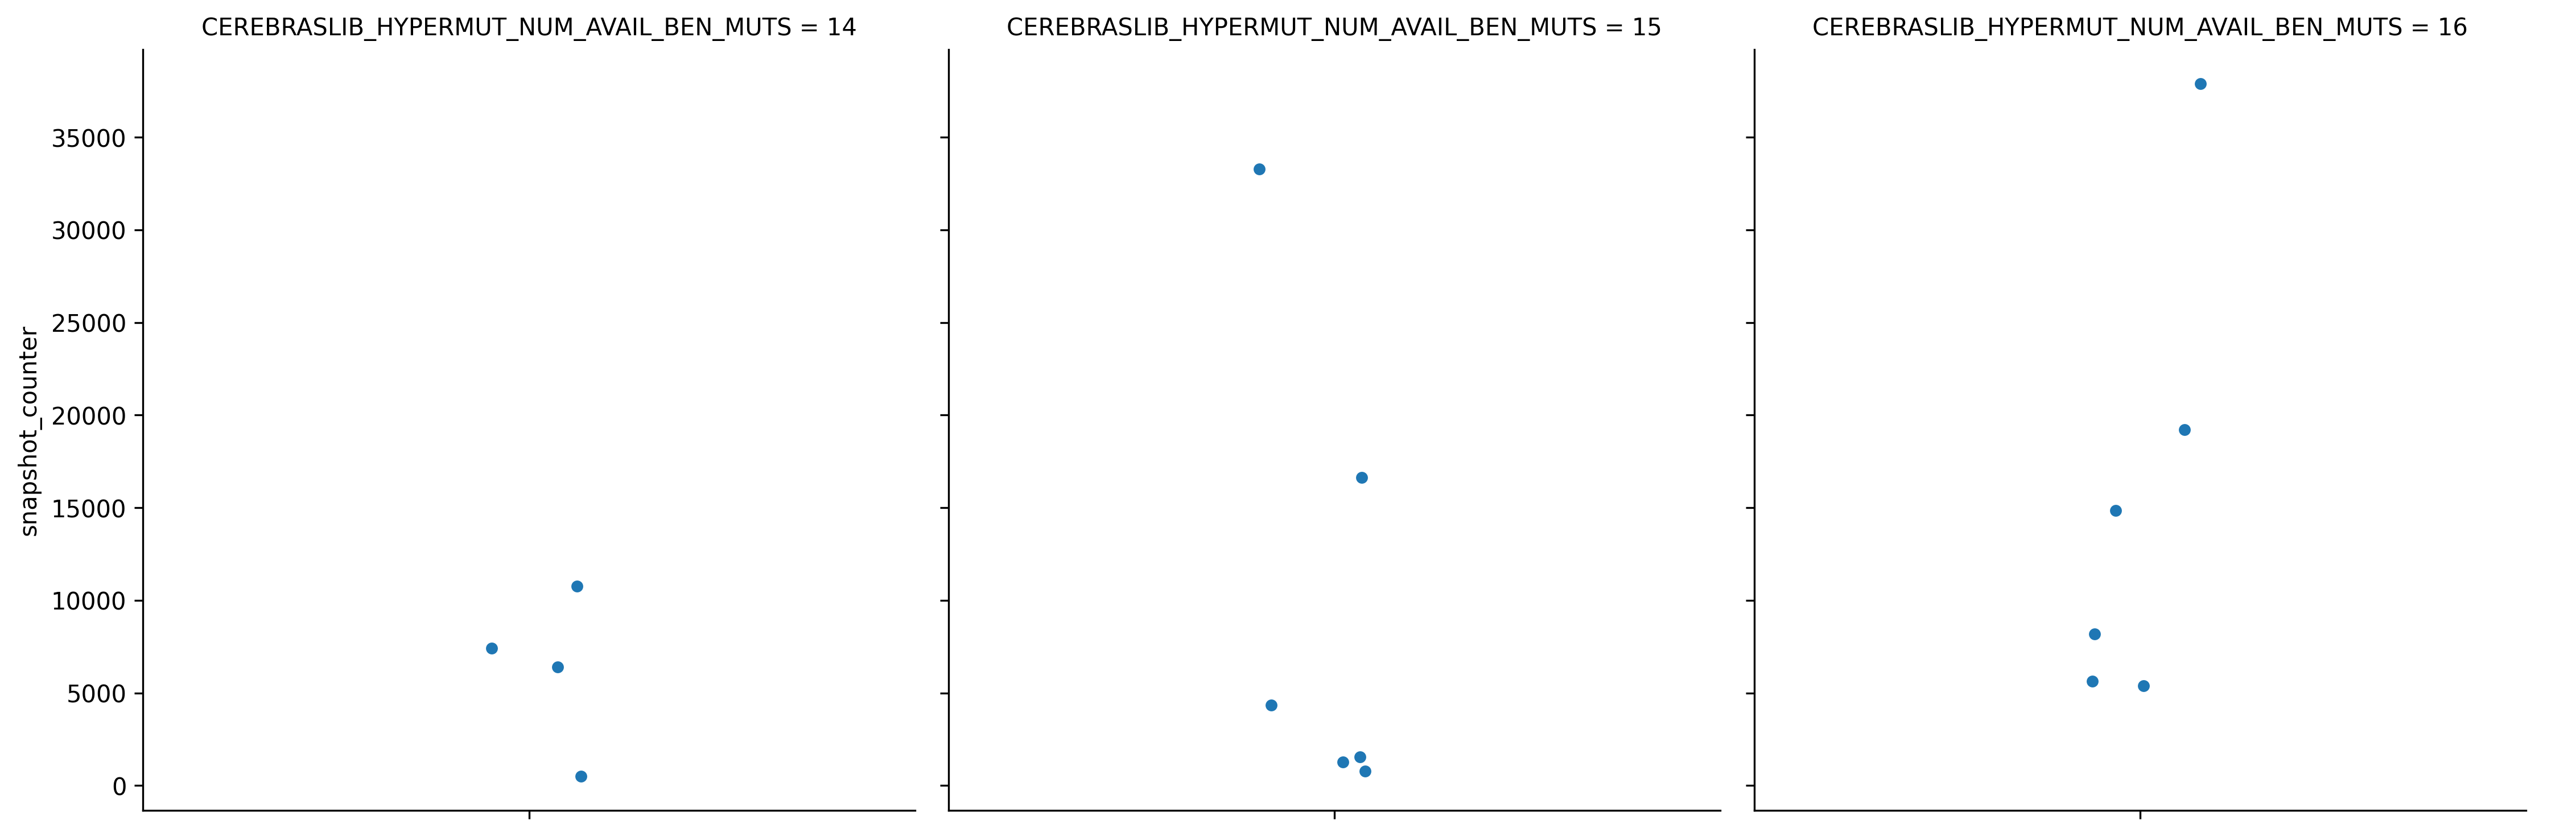 CEREBRASLIB_HYPERMUT_NUM_AVAIL_BEN_MUTS = 14
CEREBRASLIB_HYPERMUT_NUM_AVAIL_BEN_MUTS = 15
CEREBRASLIB_HYPERMUT_NUM_AVAIL_BEN_MUTS = 16
snapshot_counter
35000
30000
25000
20000
15000
10000
5000
0